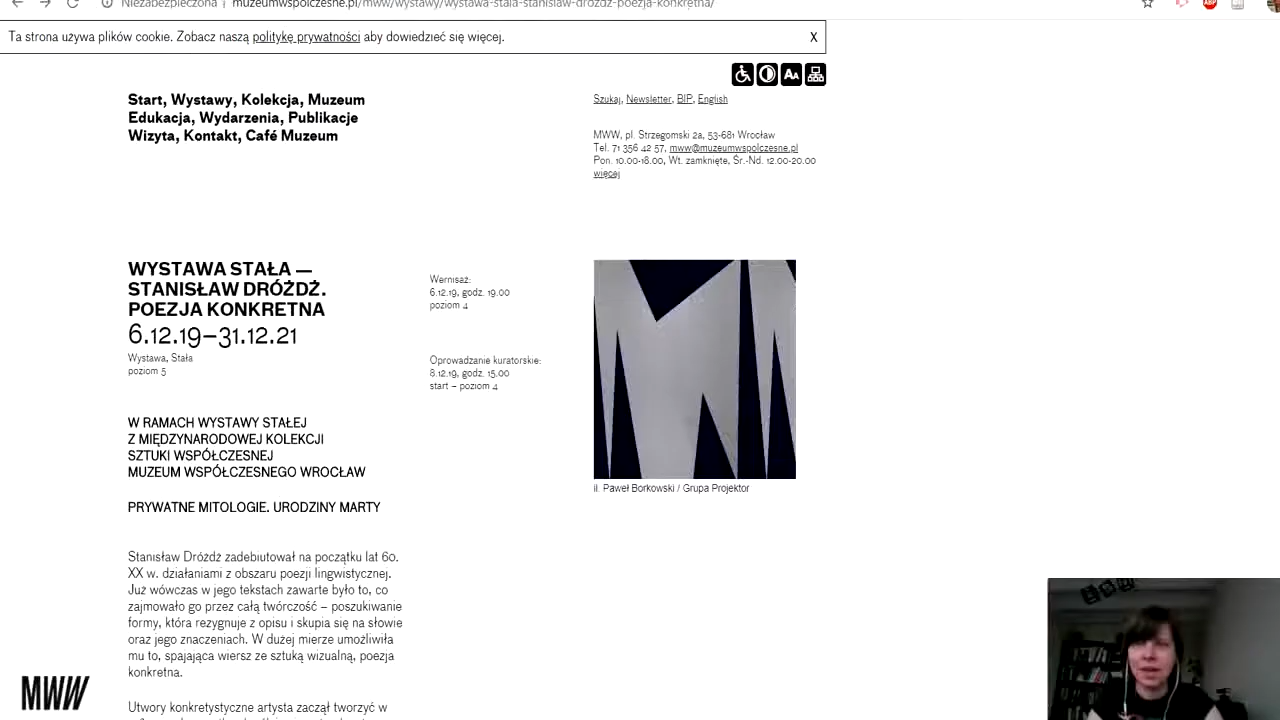 Niezabezpieczona | muzeumwspolczesne.pl/mww/wystawy/wystawa-stala-stanislaw-drozdz-poezja-konkretna/
ABP
Ta strona używa plików cookie. Zobacz naszą politykę prywatności aby dowiedzieć się więcej.
X
AA
Start, Wystawy, Kolekcja, Muzeum
Edukacja, Wydarzenia, Publikacje
Wizyta, Kontakt, Café Muzeum
Szukaj, Newsletter, BIP, English
MWW, pl. Strzegomski 2a, 53-681 Wrocław
Tel. 71 356 42 57, mww@muzeumwspolczesne.pl
Pon. 10.00-18.00, Wt. zamknięte, Śr.-Nd. 12.00-20.00
więcej
WYSTAWA STAŁA —
STANISŁAW DRÓŻDŻ.
POEZJA KONKRETNA
6.12.19–31.12.21
Wystawa, Stała
poziom 5
Wernisaż:
6.12.19, godz. 19.00
poziom 4
Oprowadzanie kuratorskie:
8.12.19, godz. 15.00
start – poziom 4
il. Paweł Borkowski / Grupa Projektor
W RAMACH WYSTAWY STAŁEJ
Z MIĘDZYNARODOWEJ KOLEKCJI
SZTUKI WSPÓŁCZESNEJ
MUZEUM WSPÓŁCZESNEGO WROCŁAW
PRYWATNE MITOLOGIE. URODZINY MARTY
Stanisław Dróżdż zadebiutował na początku lat 60.
XX w. działaniami z obszaru poezji lingwistycznej.
Już wówczas w jego tekstach zawarte było to, co
zajmowało go przez całą twórczość – poszukiwanie
formy, która rezygnuje z opisu i skupia się na słowie
oraz jego znaczeniach. W dużej mierze umożliwiła
mu to, spajająca wiersz ze sztuką wizualną, poezja
konkretna.
Utwory konkretystyczne artysta zaczął tworzyć w
MWW